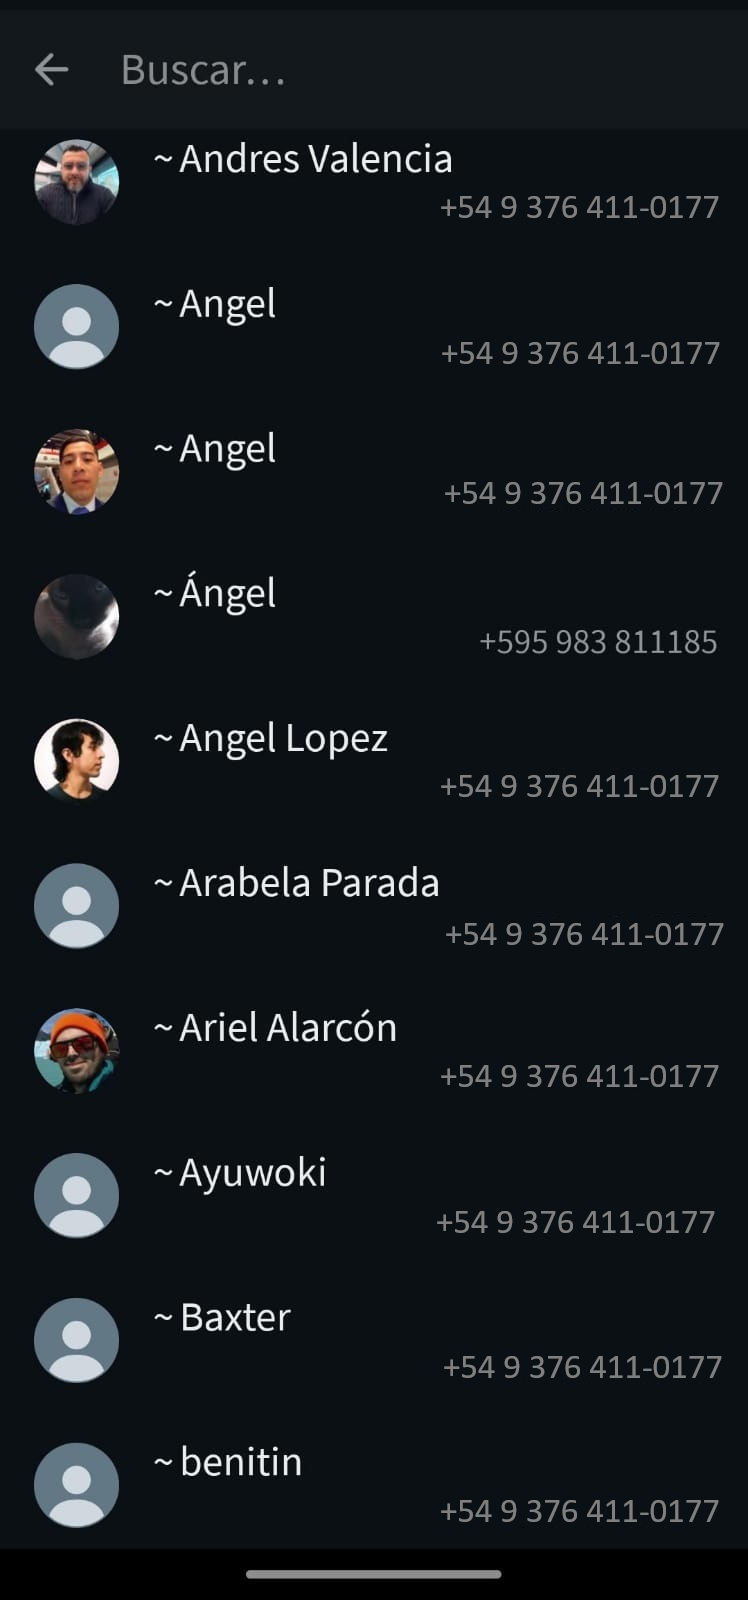 Buscar...
~ Andres Valencia
+54 9 376 411-0177
~ Angel
+54 9 376 411-0177
~ Angel
+54 9 376 411-0177
~ Ángel
+595 983 811185
~ Angel Lopez
+54 9 376 411-0177
~ Arabela Parada
+54 9 376 411-0177
~ Ariel Alarcón
+54 9 376 411-0177
~ Ayuwoki
+54 9 376 411-0177
~ Baxter
+54 9 376 411-0177
~ benitin
+54 9 376 411-0177